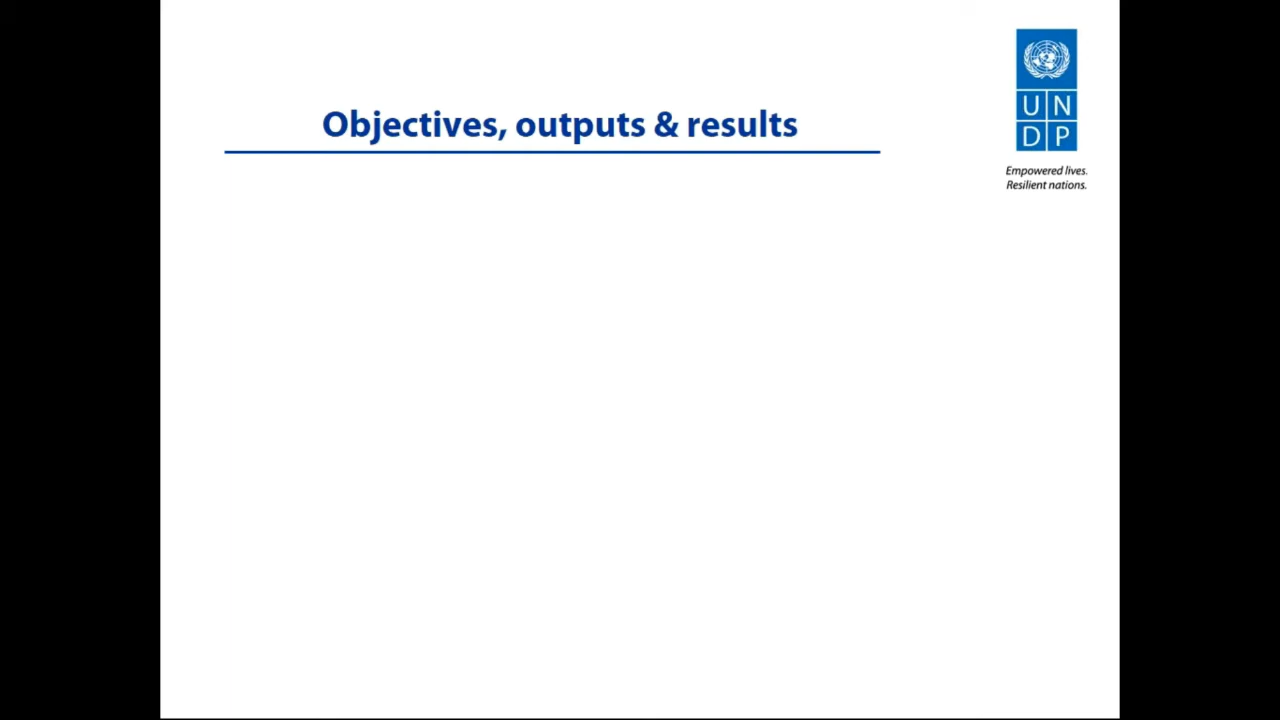 Objectives, outputs & results
U N
D P
Empowered lives.
Resilient nations.